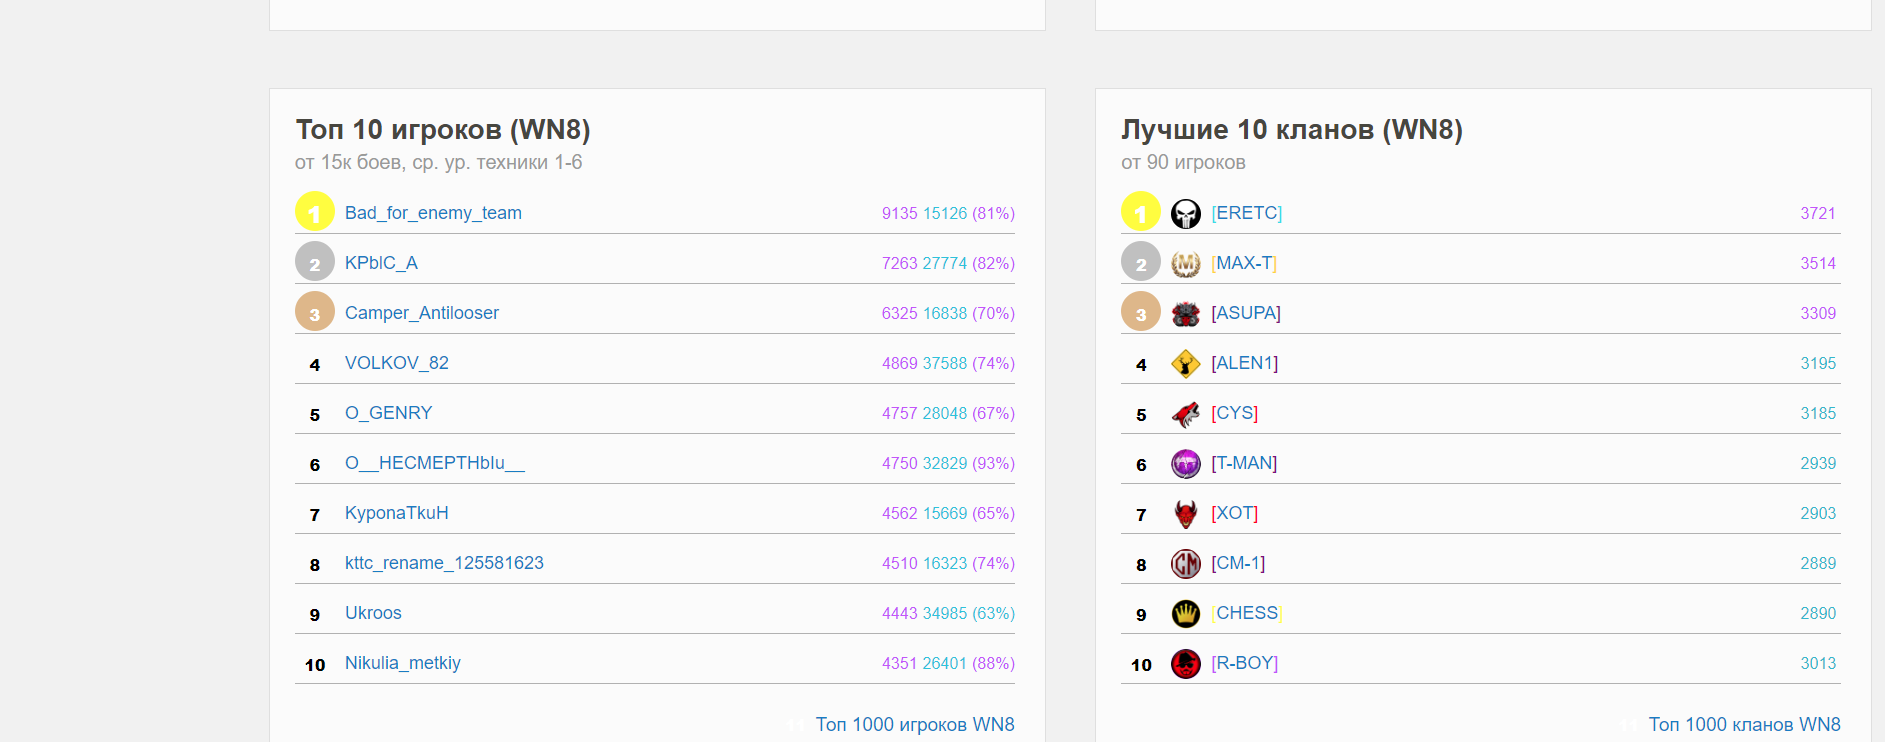 Топ 10 игроков (WN8)
от 15к боев, ср. ур. техники 1-6
1 Bad_for_enemy_team 9135 15126 (81%)
2 KPbIC_A 7263 27774 (82%)
3 Camper_Antilooser 6325 16838 (70%)
4 VOLKOV_82 4869 37588 (74%)
5 O_GENRY 4757 28048 (67%)
6 O__HECMEPTHbIu__ 4750 32829 (93%)
7 KyponaTkuH 4562 15669 (65%)
8 kttc_rename_125581623 4510 16323 (74%)
9 Ukroos 4443 34985 (63%)
10 Nikulia_metkiy 4351 26401 (88%)
11 Топ 1000 игроков WN8
Лучшие 10 кланов (WN8)
от 90 игроков
1 [ERETC] 3721
2 M [MAX-T] 3514
3 [ASUPA] 3309
4 [ALEN1] 3195
5 [CYS] 3185
6 [T-MAN] 2939
7 [XOT] 2903
8 CM [CM-1] 2889
9 [CHESS] 2890
10 [R-BOY] 3013
11 Топ 1000 кланов WN8